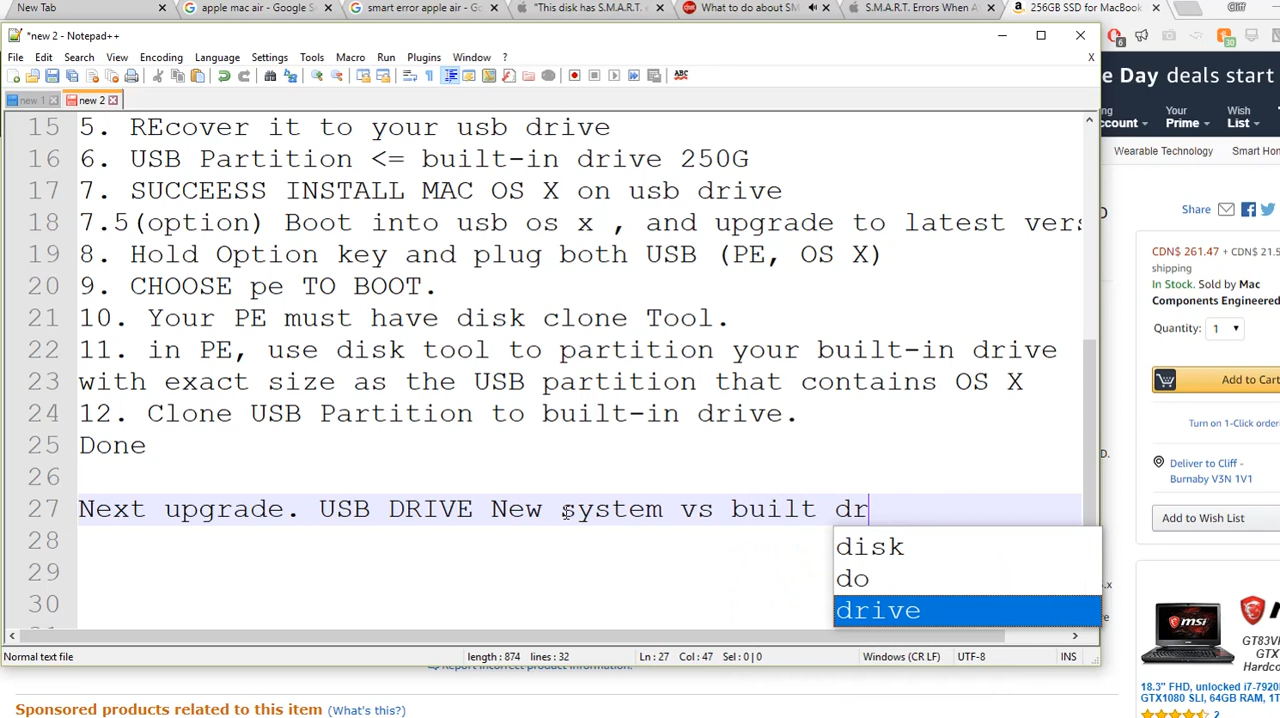 New Tab
apple mac air - Google S
smart error apple air - Go
"This disk has S.M.A.R.T. e
What to do about SM
S.M.A.R.T. Errors When A
256GB SSD for MacBook
Cliff
*new 2 - Notepad++
File Edit Search View Encoding Language Settings Tools Macro Run Plugins Window ?
X
new 1
new 2
15 5. REcover it to your usb drive
16 6. USB Partition <= built-in drive 250G
17 7. SUCCEESS INSTALL MAC OS X on usb drive
18 7.5(option) Boot into usb os x , and upgrade to latest vers
19 8. Hold Option key and plug both USB (PE, OS X)
20 9. CHOOSE pe TO BOOT.
21 10. Your PE must have disk clone Tool.
22 11. in PE, use disk tool to partition your built-in drive
23 with exact size as the USB partition that contains OS X
24 12. Clone USB Partition to built-in drive.
25 Done
26
27 Next upgrade. USB DRIVE New system vs built dr
28
29
30
disk
do
drive
Normal text file
length : 874 lines : 32
Ln : 27 Col : 47 Sel : 0 | 0
Windows (CR LF)
UTF-8
INS
6
30
e Day deals start
ng
ccount
Your
Prime
Wish
List
Wearable Technology
Smart Hom
Share
CDN$ 261.47 + CDN$ 21.5
shipping
In Stock. Sold by Mac
Components Engineered
Quantity: 1
Add to Cart
Turn on 1-Click order
Deliver to Cliff -
Burnaby V3N 1V1
Add to Wish List
msi
GT83V
Hardco
18.3" FHD, unlocked i7-7920
GTX1080 SLI, 64GB RAM, 1T
2
Report incorrect product information.
Sponsored products related to this item (What's this?)